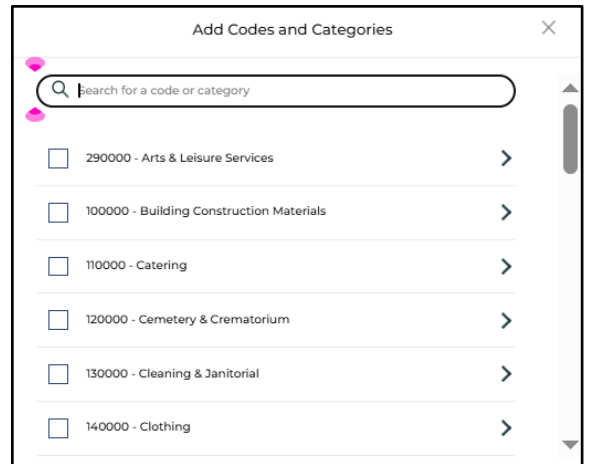 Add Codes and Categories
Search for a code or category
290000 - Arts & Leisure Services
100000 - Building Construction Materials
110000 - Catering
120000 - Cemetery & Crematorium
130000 - Cleaning & Janitorial
140000 - Clothing